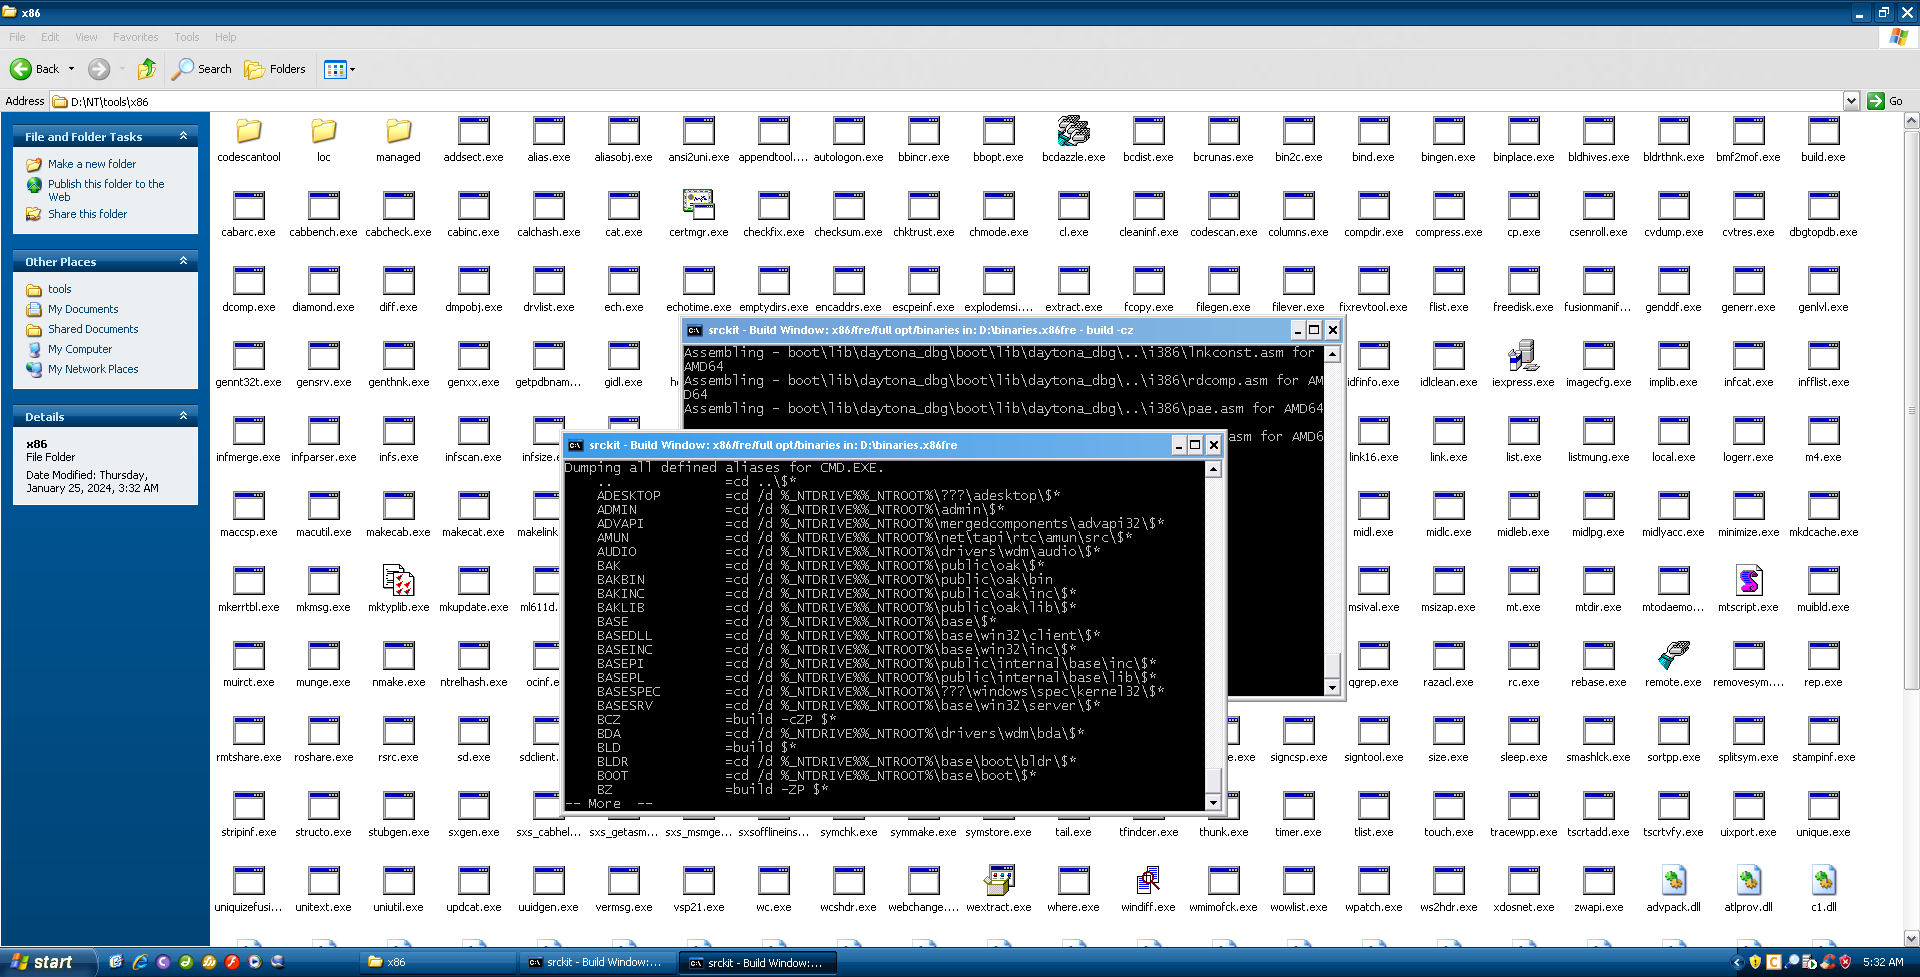 x86
File Edit View Favorites Tools Help
Back Search Folders
Address D:\NT\tools\x86 Go
File and Folder Tasks
Make a new folder
Publish this folder to the
Web
Share this folder
Other Places
tools
My Documents
Shared Documents
My Computer
My Network Places
Details
x86
File Folder
Date Modified: Thursday,
January 25, 2024, 3:32 AM
codescantool loc managed addsect.exe alias.exe aliasobj.exe ansi2uni.exe appendtool.... autologon.exe bbincr.exe bbopt.exe bcdazzle.exe bcdist.exe bcrunas.exe bin2c.exe bind.exe bingen.exe binplace.exe bldhives.exe bldrthnk.exe bmf2mof.exe build.exe
cabarc.exe cabbench.exe cabcheck.exe cabinc.exe calchash.exe cat.exe certmgr.exe checkfix.exe checksum.exe chktrust.exe chmode.exe cl.exe cleaninf.exe codescan.exe columns.exe compdir.exe compress.exe cp.exe csenroll.exe cvdump.exe cvtres.exe dbgtopdb.exe
dcomp.exe diamond.exe diff.exe dmpobj.exe drvlist.exe ech.exe echotime.exe emptydirs.exe encaddrs.exe escpeinf.exe explodemsi.... extract.exe fcopy.exe filegen.exe filever.exe fixrevtool.exe flist.exe freedisk.exe fusionmanif... genddf.exe generr.exe genlvl.exe
gennt32t.exe gensrv.exe genthnk.exe genxx.exe getpdbnam... gidl.exe idfinfo.exe idlclean.exe iexpress.exe imagecfg.exe implib.exe infcat.exe infflist.exe
infmerge.exe infparser.exe infs.exe infscan.exe infsize.e link16.exe link.exe list.exe listmung.exe local.exe logerr.exe m4.exe
maccsp.exe macutil.exe makecab.exe makecat.exe makelink midl.exe midlc.exe midleb.exe midlpg.exe midlyacc.exe minimize.exe mkdcache.exe
mkerrtbl.exe mkmsg.exe mktyplib.exe mkupdate.exe ml611d. msival.exe msizap.exe mt.exe mtdir.exe mtodaemo... mtscript.exe muibld.exe
muirct.exe munge.exe nmake.exe ntrelhash.exe ocinf.exe qgrep.exe razacl.exe rc.exe rebase.exe remote.exe removesym.... rep.exe
rmtshare.exe roshare.exe rsrc.exe sd.exe sdclient. signcsp.exe signtool.exe size.exe sleep.exe smashlck.exe sortpp.exe splitsym.exe stampinf.exe
stripinf.exe structo.exe stubgen.exe sxgen.exe sxs_cabhel... sxs_getasm... sxs_msmge... sxsofflineins... symchk.exe symmake.exe symstore.exe tail.exe tfindcer.exe thunk.exe timer.exe tlist.exe touch.exe tracewpp.exe tscrtadd.exe tscrtvfy.exe uixport.exe unique.exe
uniquizefusi... unitext.exe uniutil.exe updcat.exe uuidgen.exe vermsg.exe vsp21.exe wc.exe wcshdr.exe webchange.... wextract.exe where.exe windiff.exe wmimofck.exe wowlist.exe wpatch.exe ws2hdr.exe xdosnet.exe zwapi.exe advpack.dll atlprov.dll c1.dll
srckit - Build Window: x86/fre/full opt/binaries in: D:\binaries.x86fre - build -cz
Assembling - boot\lib\daytona_dbg\boot\lib\daytona_dbg\..\i386\lnkconst.asm for
AMD64
Assembling - boot\lib\daytona_dbg\boot\lib\daytona_dbg\..\i386\rdcomp.asm for AM
D64
Assembling - boot\lib\daytona_dbg\boot\lib\daytona_dbg\..\i386\pae.asm for AMD64
asm for AMD6
srckit - Build Window: x86/fre/full opt/binaries in: D:\binaries.x86fre
Dumping all defined aliases for CMD.EXE.
.. =cd ..\$*
ADESKTOP =cd /d %_NTDRIVE%%_NTROOT%\???\adesktop\$*
ADMIN =cd /d %_NTDRIVE%%_NTROOT%\admin\$*
ADVAPI =cd /d %_NTDRIVE%%_NTROOT%\mergedcomponents\advapi32\$*
AMUN =cd /d %_NTDRIVE%%_NTROOT%\net\tapi\rtc\amun\src\$*
AUDIO =cd /d %_NTDRIVE%%_NTROOT%\drivers\wdm\audio\$*
BAK =cd /d %_NTDRIVE%%_NTROOT%\public\oak\$*
BAKBIN =cd /d %_NTDRIVE%%_NTROOT%\public\oak\bin
BAKINC =cd /d %_NTDRIVE%%_NTROOT%\public\oak\inc\$*
BAKLIB =cd /d %_NTDRIVE%%_NTROOT%\public\oak\lib\$*
BASE =cd /d %_NTDRIVE%%_NTROOT%\base\$*
BASEDLL =cd /d %_NTDRIVE%%_NTROOT%\base\win32\client\$*
BASEINC =cd /d %_NTDRIVE%%_NTROOT%\base\win32\inc\$*
BASEPI =cd /d %_NTDRIVE%%_NTROOT%\public\internal\base\inc\$*
BASEPL =cd /d %_NTDRIVE%%_NTROOT%\public\internal\base\lib\$*
BASESPEC =cd /d %_NTDRIVE%%_NTROOT%\???\windows\spec\kernel32\$*
BASESRV =cd /d %_NTDRIVE%%_NTROOT%\base\win32\server\$*
BCZ =build -cZP $*
BDA =cd /d %_NTDRIVE%%_NTROOT%\drivers\wdm\bda\$*
BLD =build $*
BLDR =cd /d %_NTDRIVE%%_NTROOT%\base\boot\bldr\$*
BOOT =cd /d %_NTDRIVE%%_NTROOT%\base\boot\$*
BZ =build -ZP $*
-- More --
start x86 srckit - Build Window:... srckit - Build Window:... 5:32 AM